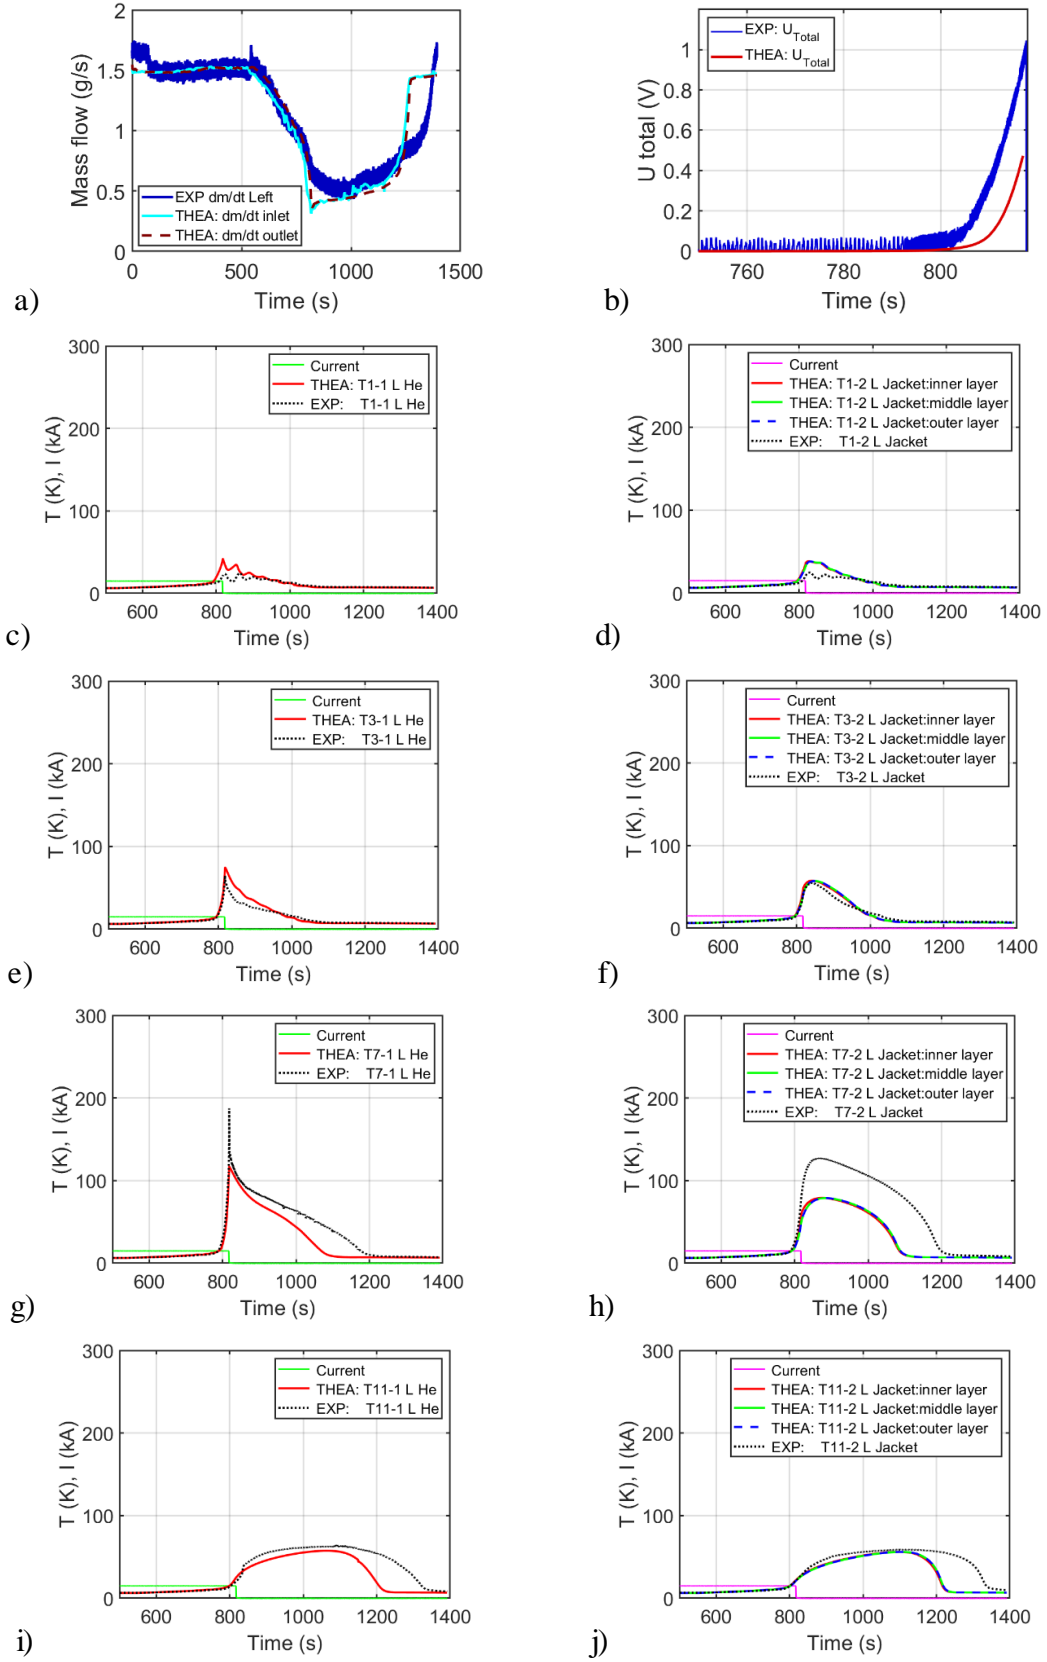 2
1.5
1
0.5
0
Mass flow (g/s)
EXP dm/dt Left
THEA: dm/dt inlet
THEA: dm/dt outlet
0 500 1000 1500
Time (s)
a)
1
0.8
0.6
0.4
0.2
0
U total (V)
EXP: U_Total
THEA: U_Total
760 780 800
Time (s)
b)
300
200
100
0
T (K), I (kA)
Current
THEA: T1-1 L He
EXP: T1-1 L He
600 800 1000 1200 1400
Time (s)
c)
300
200
100
0
T (K), I (kA)
Current
THEA: T1-2 L Jacket:inner layer
THEA: T1-2 L Jacket:middle layer
THEA: T1-2 L Jacket:outer layer
EXP: T1-2 L Jacket
600 800 1000 1200 1400
Time (s)
d)
300
200
100
0
T (K), I (kA)
Current
THEA: T3-1 L He
EXP: T3-1 L He
600 800 1000 1200 1400
Time (s)
e)
300
200
100
0
T (K), I (kA)
Current
THEA: T3-2 L Jacket:inner layer
THEA: T3-2 L Jacket:middle layer
THEA: T3-2 L Jacket:outer layer
EXP: T3-2 L Jacket
600 800 1000 1200 1400
Time (s)
f)
300
200
100
0
T (K), I (kA)
Current
THEA: T7-1 L He
EXP: T7-1 L He
600 800 1000 1200 1400
Time (s)
g)
300
200
100
0
T (K), I (kA)
Current
THEA: T7-2 L Jacket:inner layer
THEA: T7-2 L Jacket:middle layer
THEA: T7-2 L Jacket:outer layer
EXP: T7-2 L Jacket
600 800 1000 1200 1400
Time (s)
h)
300
200
100
0
T (K), I (kA)
Current
THEA: T11-1 L He
EXP: T11-1 L He
600 800 1000 1200 1400
Time (s)
i)
300
200
100
0
T (K), I (kA)
Current
THEA: T11-2 L Jacket:inner layer
THEA: T11-2 L Jacket:middle layer
THEA: T11-2 L Jacket:outer layer
EXP: T11-2 L Jacket
600 800 1000 1200 1400
Time (s)
j)